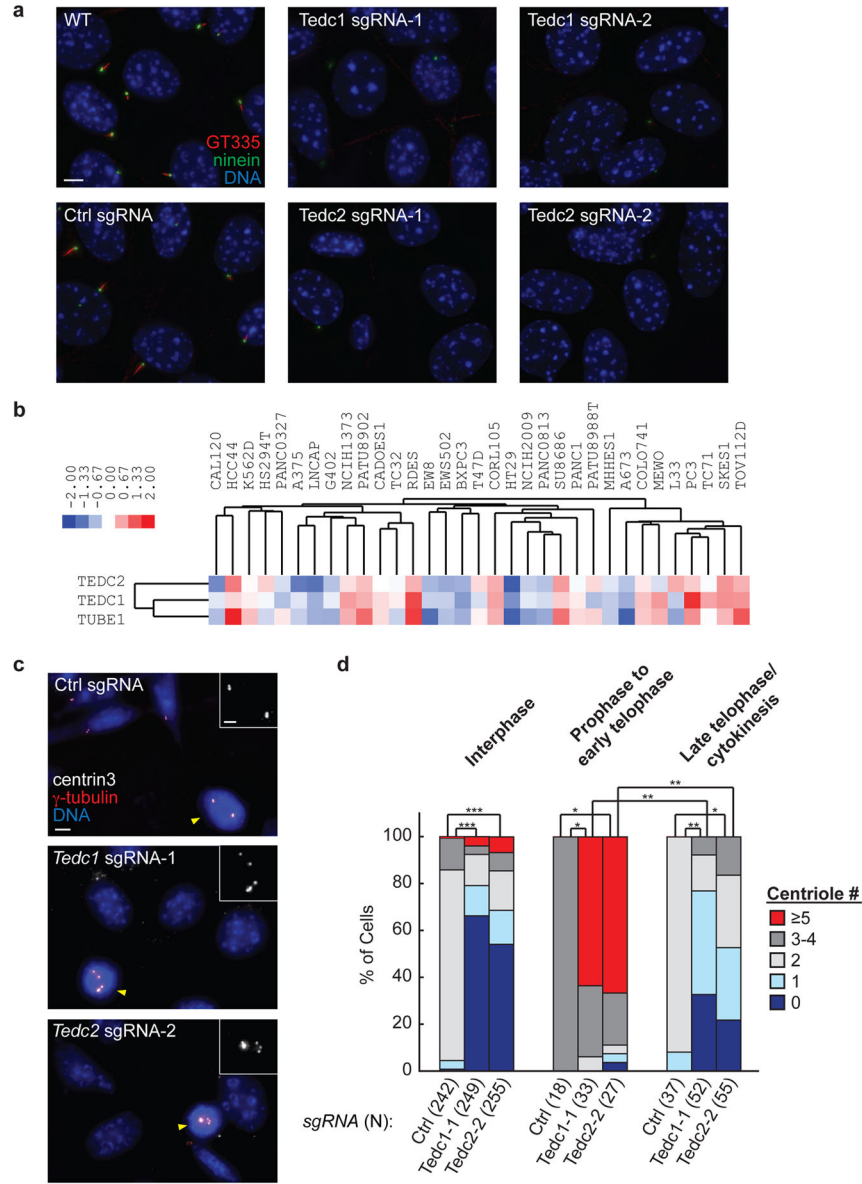 a
WT
GT335
ninein
DNA
Tedc1 sgRNA-1
Tedc1 sgRNA-2
Ctrl sgRNA
Tedc2 sgRNA-1
Tedc2 sgRNA-2
b
-2.00
-1.33
-0.67
0.00
0.67
1.33
2.00
CAL120
HCC44
K562D
HS294T
PANC0327
A375
LNCAP
G402
NCIH1373
PATU8902
CADOES1
TC32
RDES
EW8
EWS502
BXPC3
T47D
CORL105
HT29
NCIH2009
PANC0813
SU8686
PANC1
PATU8988T
MHHES1
A673
COLO741
MEWO
L33
PC3
TC71
SKES1
TOV112D
TEDC2
TEDC1
TUBE1
c
Ctrl sgRNA
centrin3
γ-tubulin
DNA
Tedc1 sgRNA-1
Tedc2 sgRNA-2
d
Interphase
Prophase to
early telophase
Late telophase/
cytokinesis
***
***
*
*
**
**
**
*
% of Cells
100
80
60
40
20
0
Centriole #
≥5
3-4
2
1
0
sgRNA (N):
Ctrl (242)
Tedc1-1 (249)
Tedc2-2 (255)
Ctrl (18)
Tedc1-1 (33)
Tedc2-2 (27)
Ctrl (37)
Tedc1-1 (52)
Tedc2-2 (55)